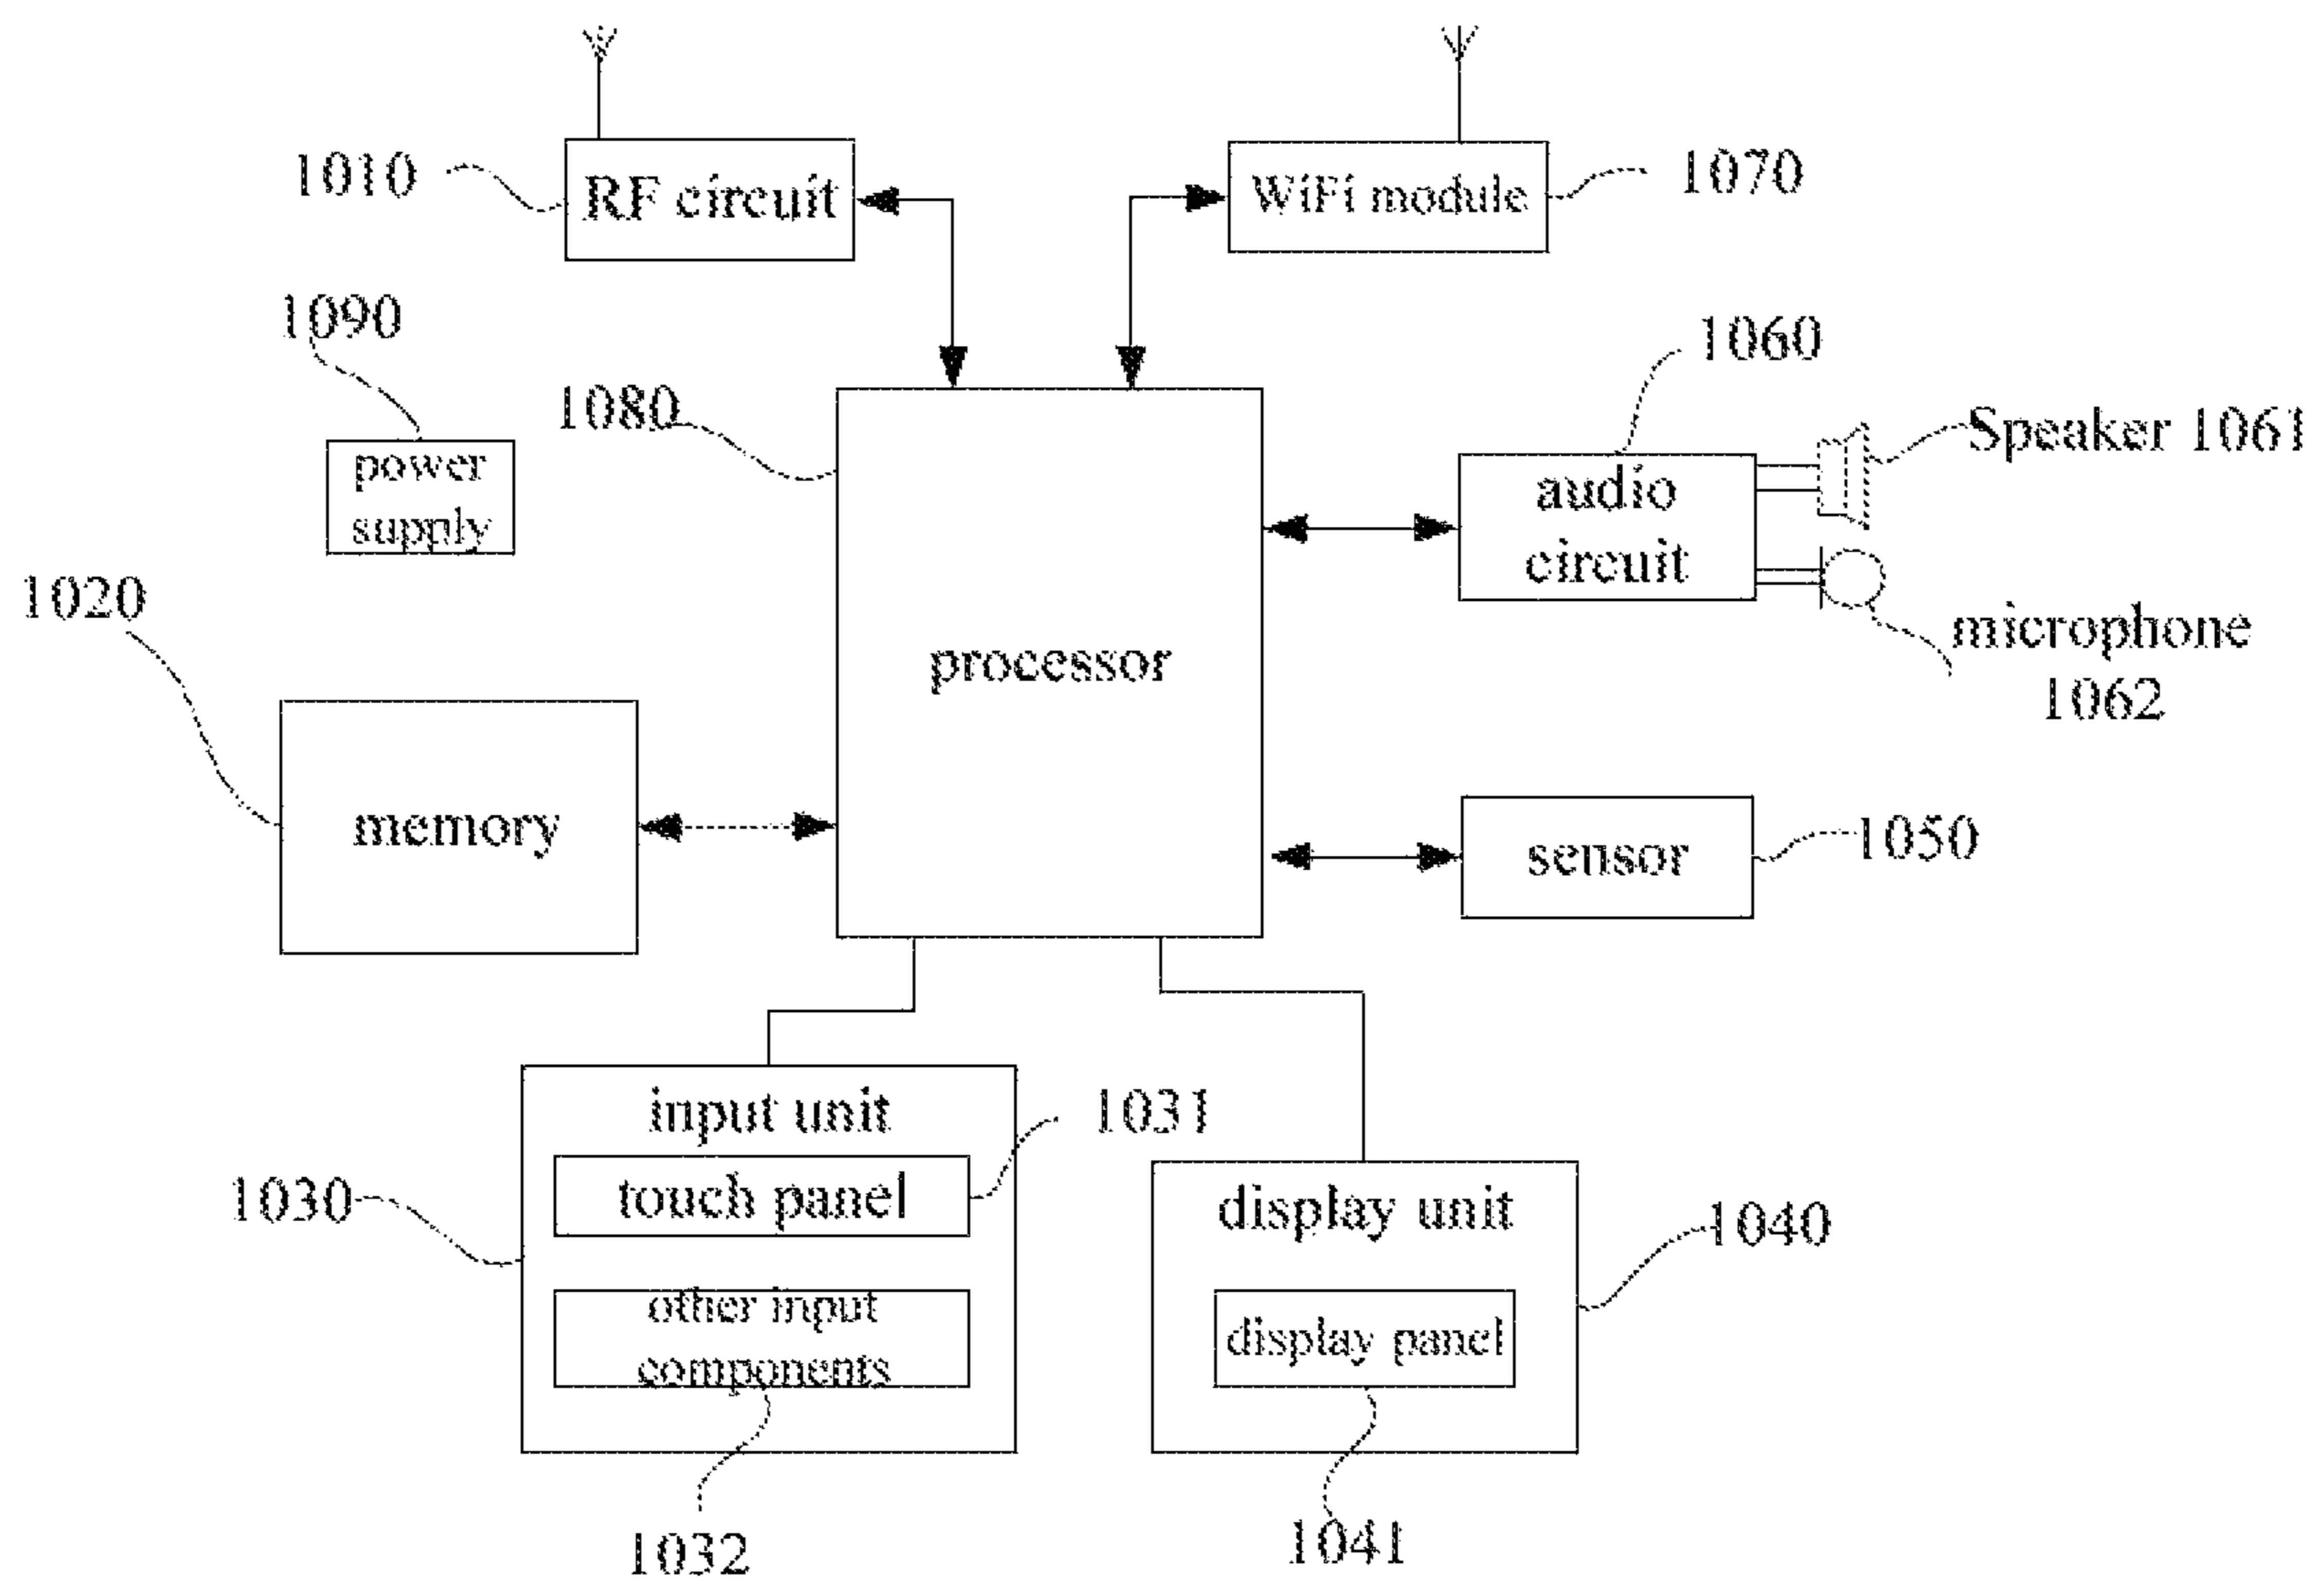 1010
RF circuit
WiFi module
1070
1090
1060
1080
Speaker 1061
power
supply
audio
circuit
1020
microphone
1062
processor
memory
sensor
1050
input unit
1031
touch panel
1030
display unit
1040
other input
components
display panel
1032
1041